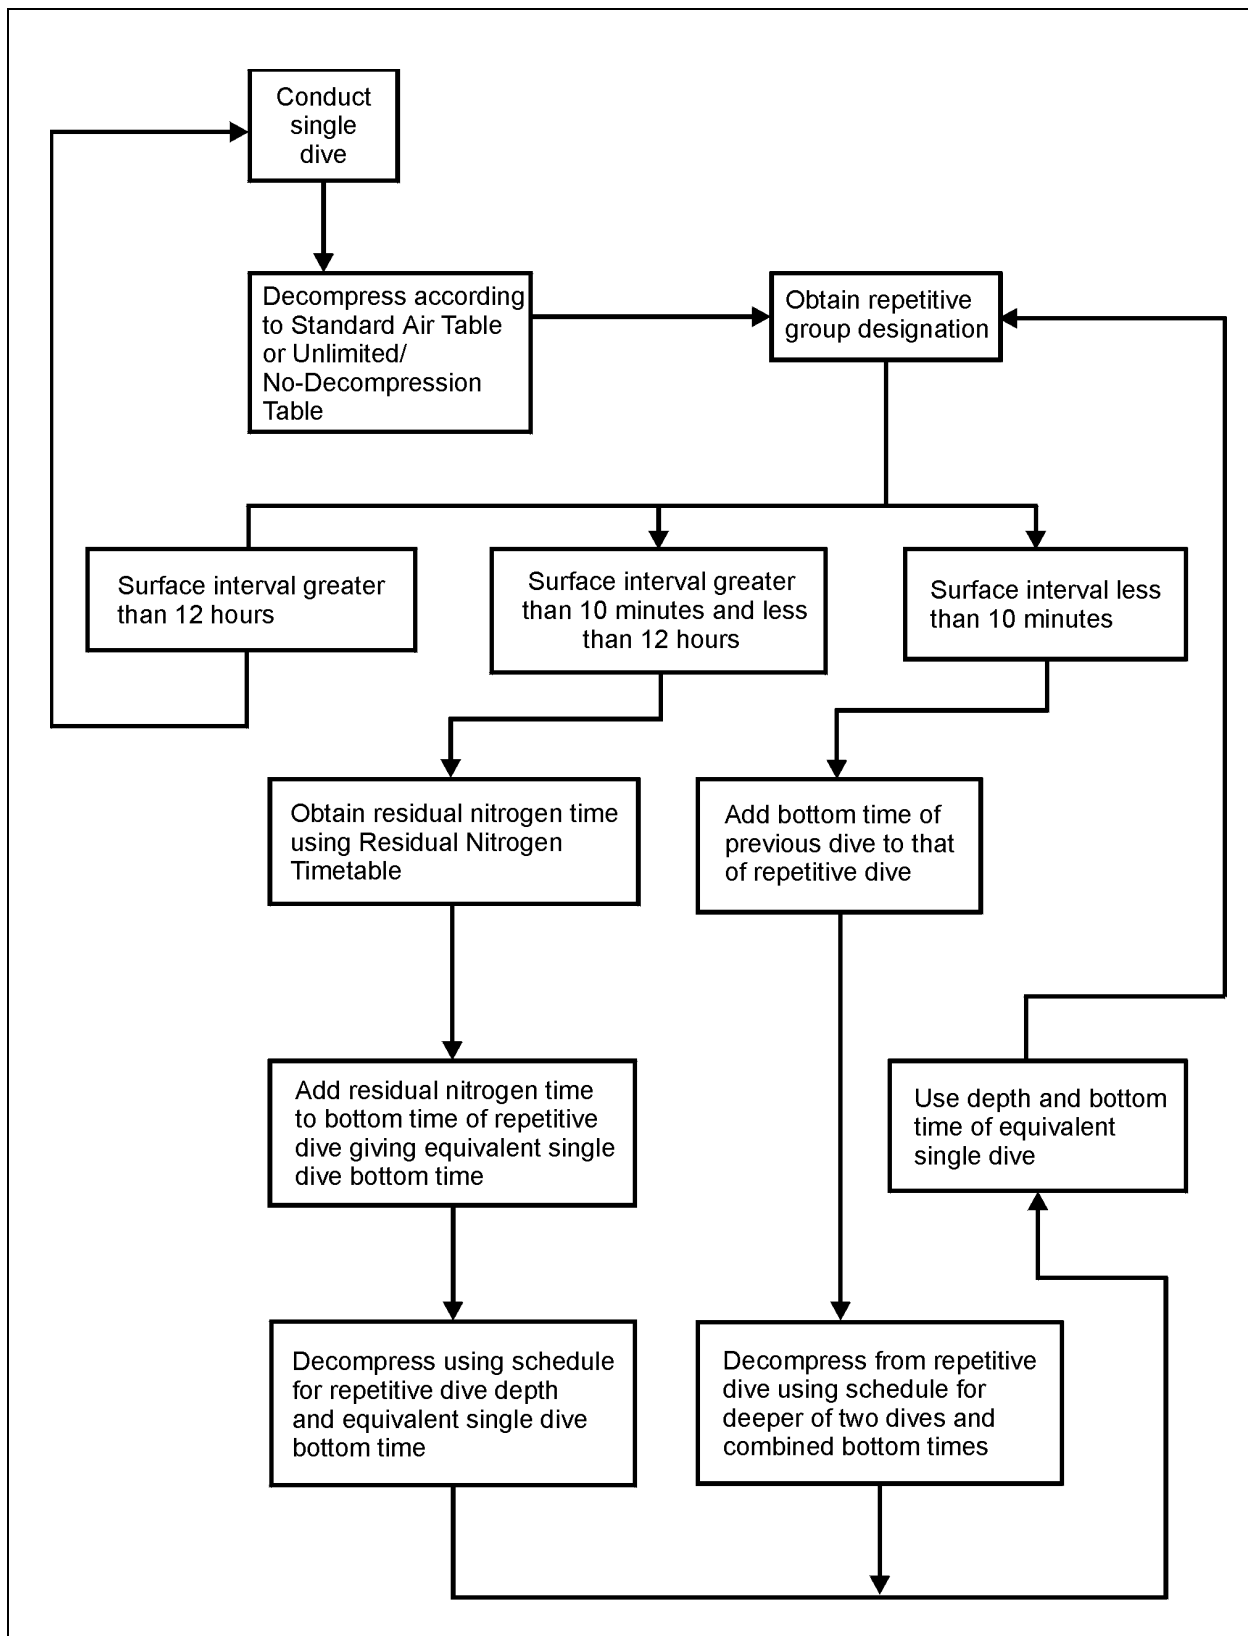 Conduct
single
dive
Decompress according
to Standard Air Table
or Unlimited/
No-Decompression
Table
Obtain repetitive
group designation
Surface interval greater
than 12 hours
Surface interval greater
than 10 minutes and less
than 12 hours
Surface interval less
than 10 minutes
Obtain residual nitrogen time
using Residual Nitrogen
Timetable
Add bottom time of
previous dive to that
of repetitive dive
Add residual nitrogen time
to bottom time of repetitive
dive giving equivalent single
dive bottom time
Use depth and bottom
time of equivalent
single dive
Decompress using schedule
for repetitive dive depth
and equivalent single dive
bottom time
Decompress from repetitive
dive using schedule for
deeper of two dives and
combined bottom times